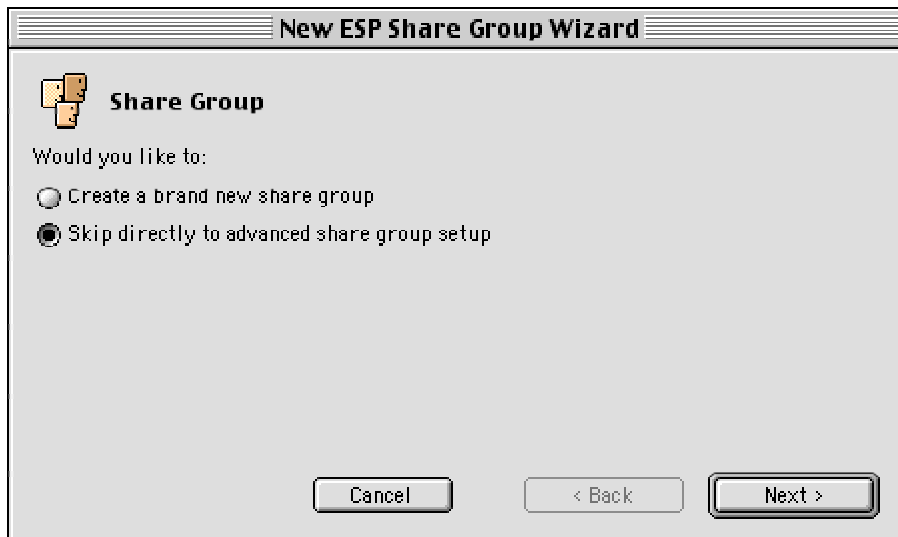 New ESP Share Group Wizard
Share Group
Would you like to:
Create a brand new share group
Skip directly to advanced share group setup
Cancel
< Back
Next >